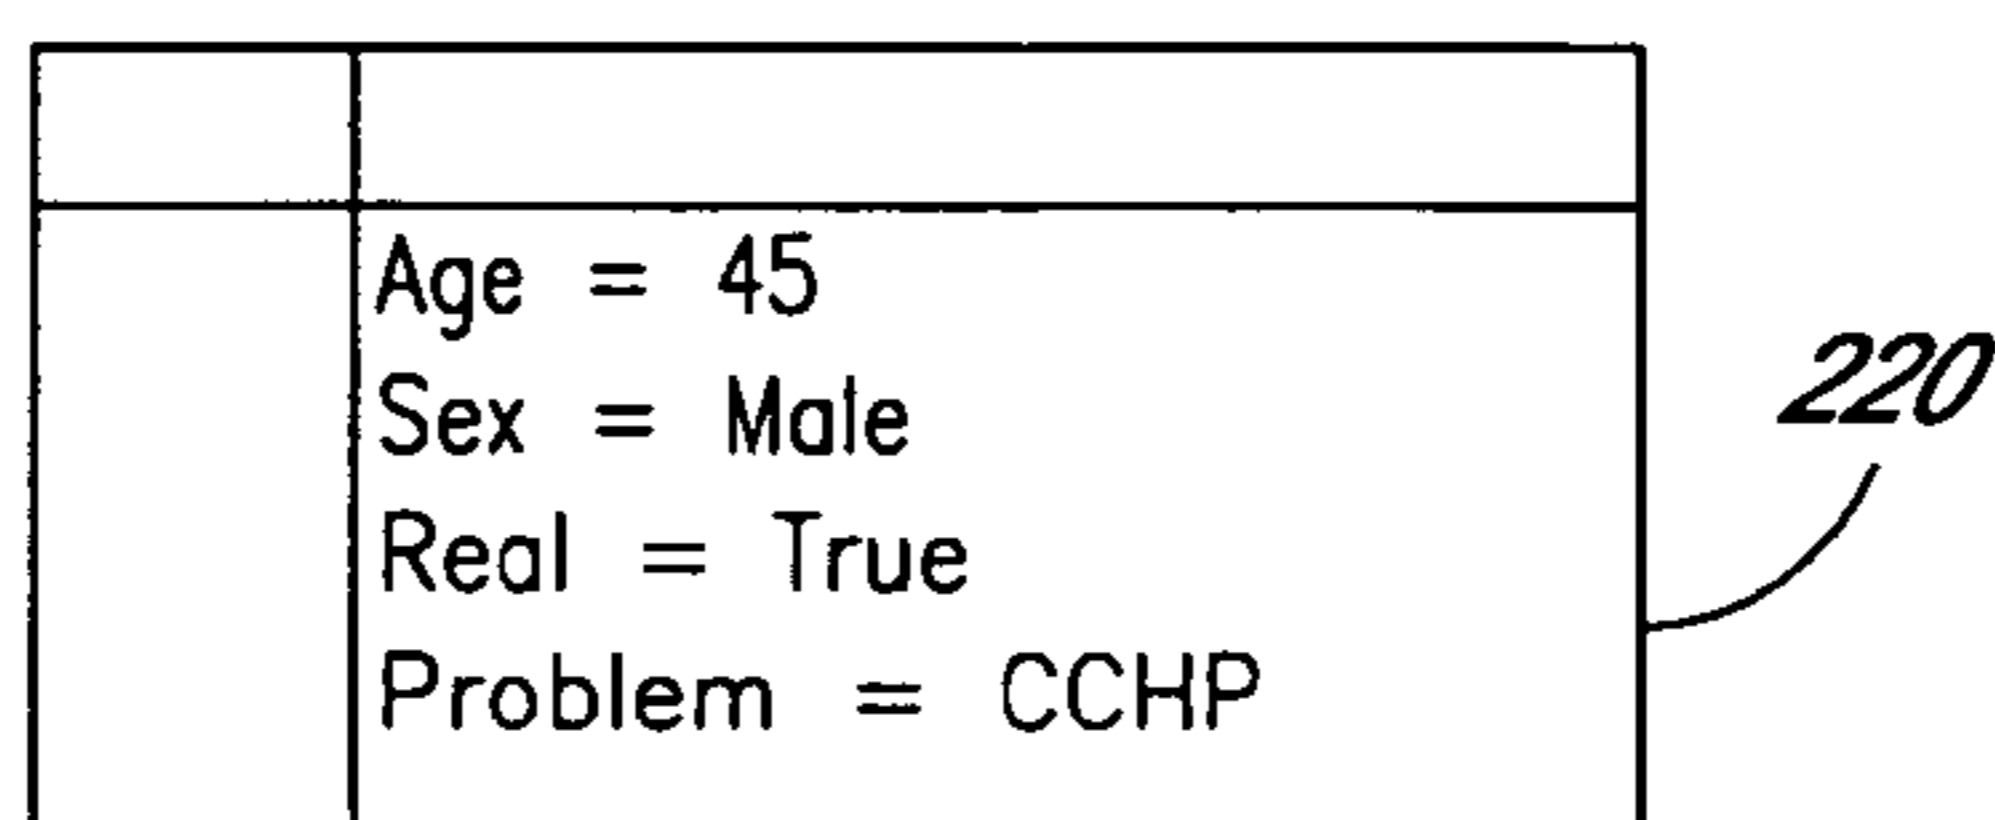 Age = 45
Sex = Male
Real = True
Problem = CCHP
220